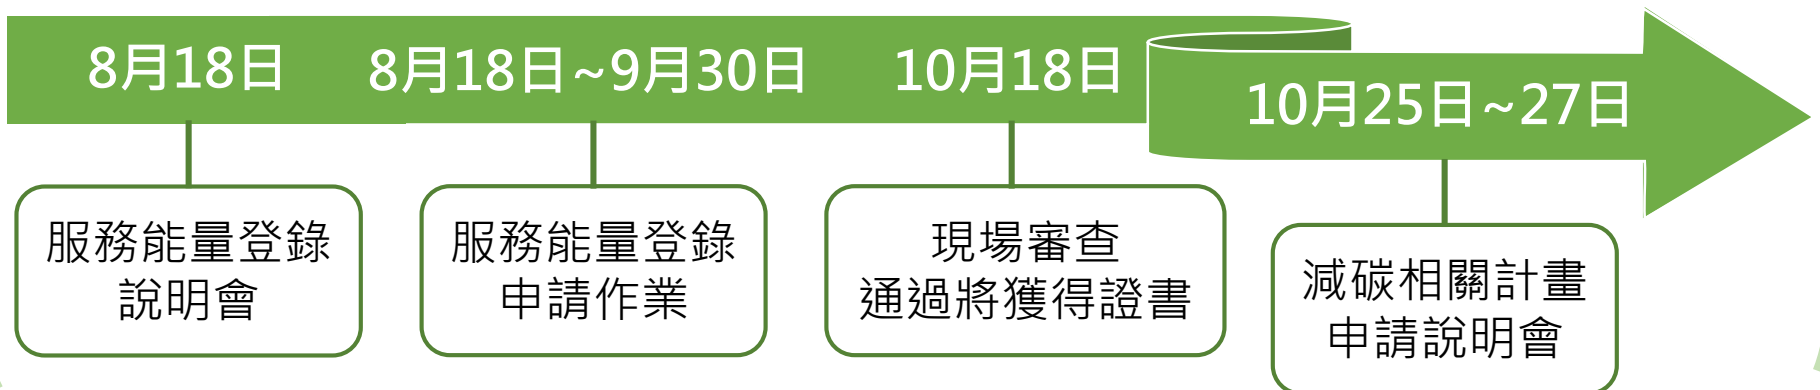 8月18日
8月18日~9月30日
10月18日
10月25日~27日
服務能量登錄
說明會
服務能量登錄
申請作業
現場審查
通過將獲得證書
減碳相關計畫
申請說明會